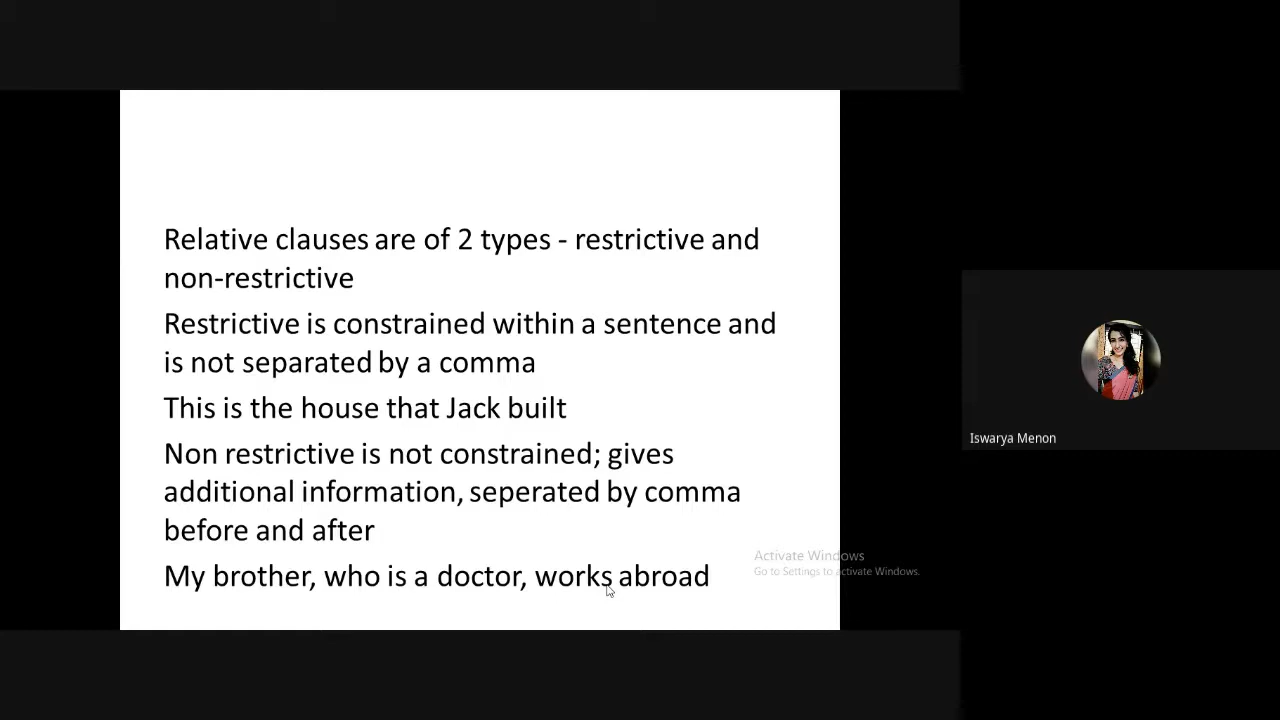 Relative clauses are of 2 types - restrictive and
non-restrictive
Restrictive is constrained within a sentence and
is not separated by a comma
This is the house that Jack built
Non restrictive is not constrained; gives
additional information, seperated by comma
before and after
My brother, who is a doctor, works abroad
Activate Windows
Go to Settings to activate Windows.
Iswarya Menon